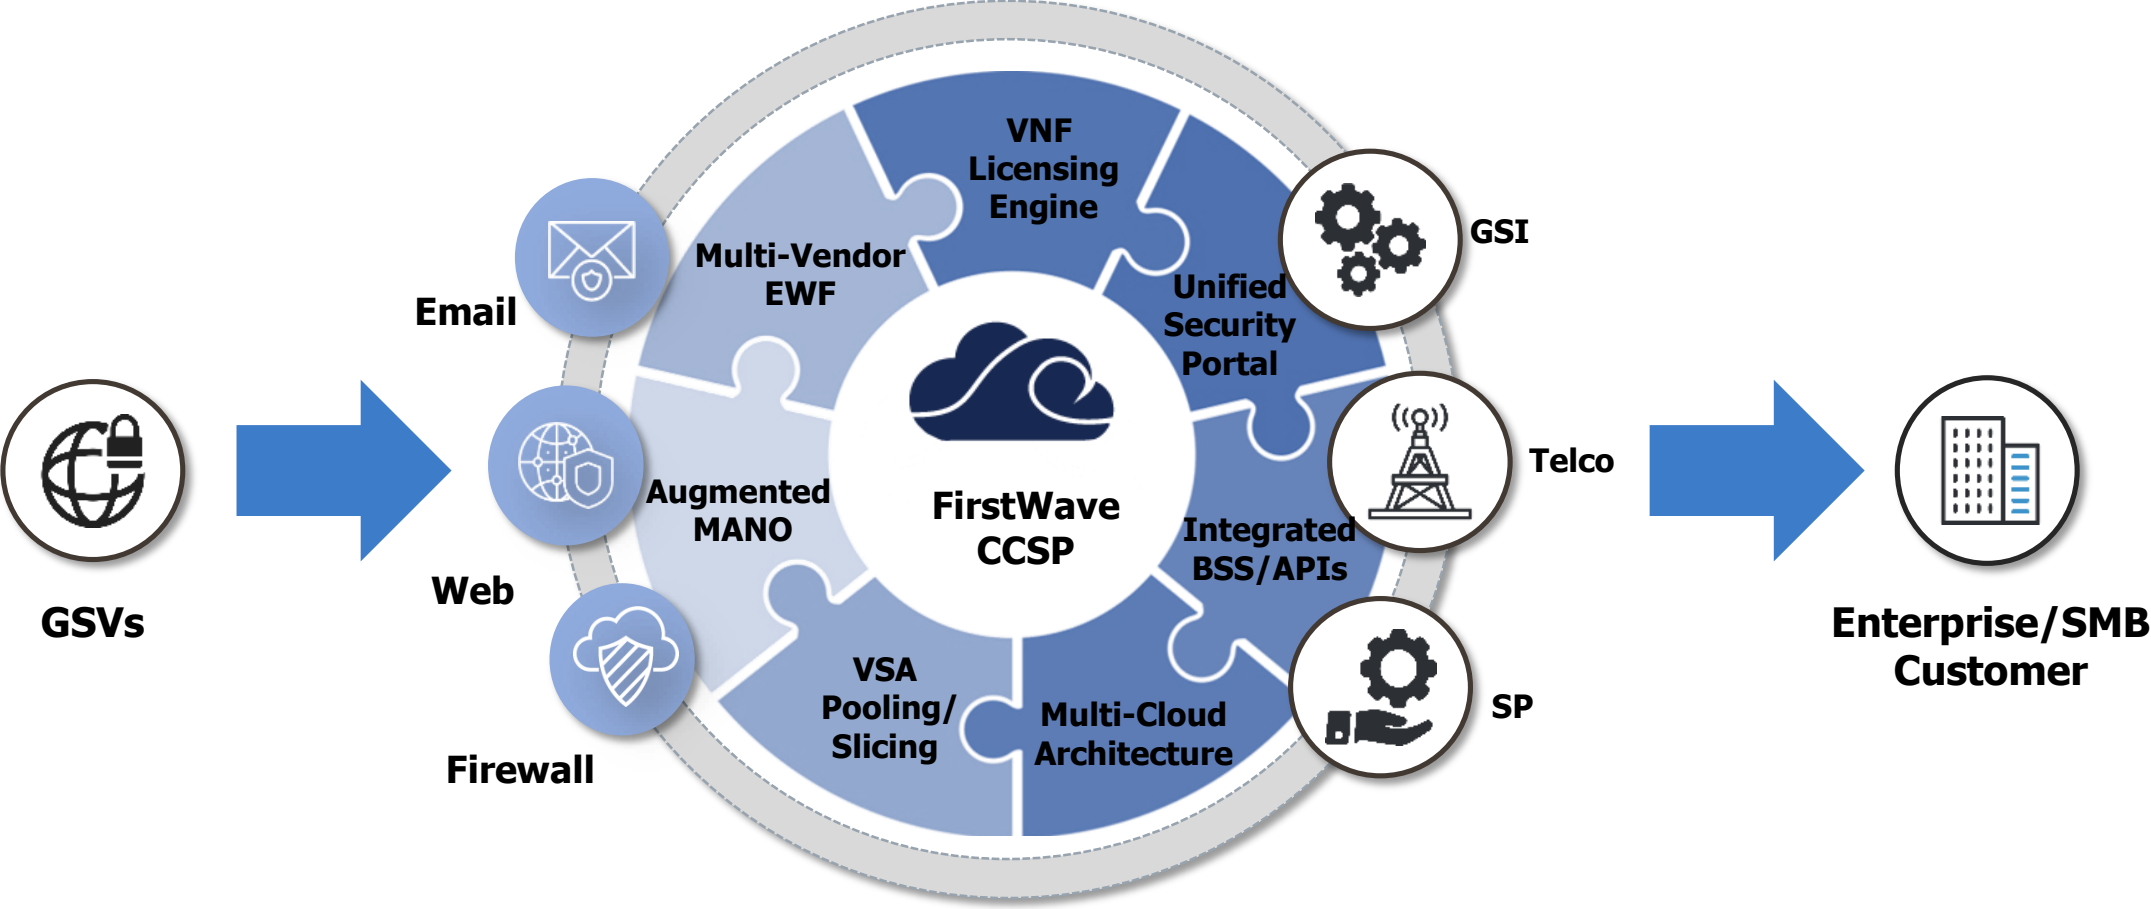 VNF
Licensing
Engine
Multi-Vendor
EWF
Unified
Security
Portal
GSI
Email
Telco
Augmented
MANO
FirstWave
CCSP
Integrated
BSS/APIs
Web
GSVs
Enterprise/SMB
Customer
VSA
Pooling/
Slicing
Multi-Cloud
Architecture
SP
Firewall